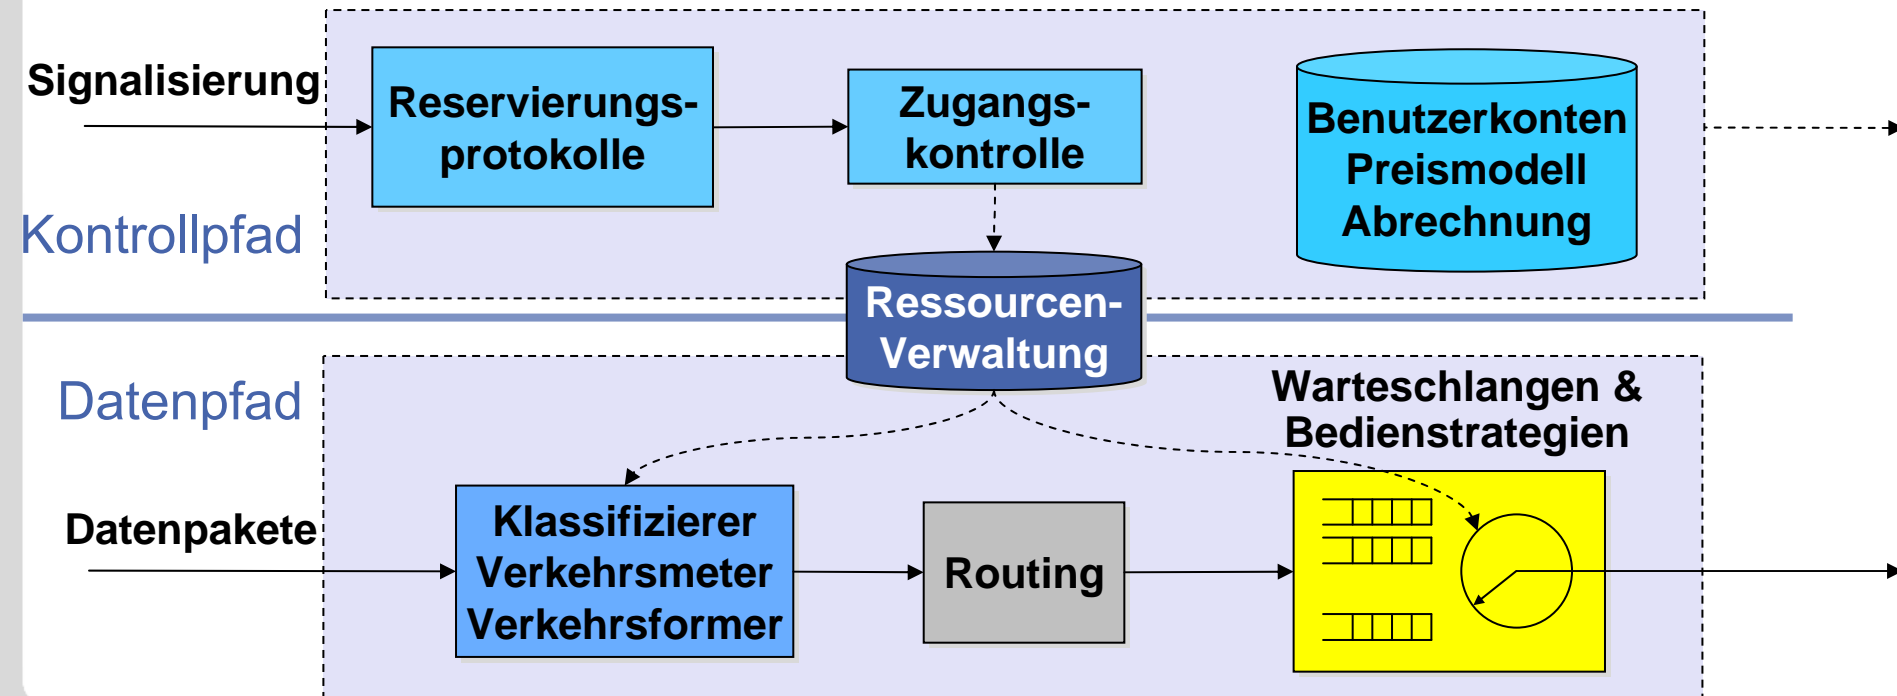 Signalisierung
Reservierungs-
protokolle
Zugangs-
kontrolle
Benutzerkonten
Preismodell
Abrechnung
Kontrollpfad
Ressourcen-
Verwaltung
Datenpfad
Warteschlangen &
Bedienstrategien
Datenpakete
Klassifizierer
Verkehrsmeter
Verkehrsformer
Routing